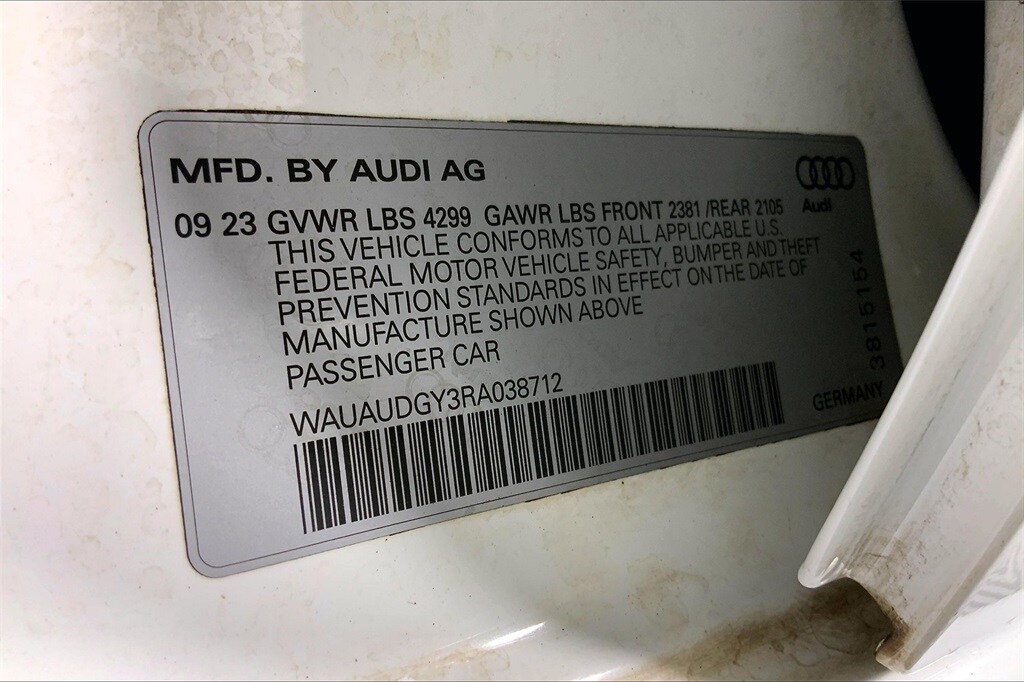 MFD. BY AUDI AG
Audi
09 23 GVWR LBS 4299 GAWR LBS FRONT 2381 /REAR 2105
THIS VEHICLE CONFORMS TO ALL APPLICABLE U.S.
FEDERAL MOTOR VEHICLE SAFETY, BUMPER AND THEFT
PREVENTION STANDARDS IN EFFECT ON THE DATE OF
MANUFACTURE SHOWN ABOVE
PASSENGER CAR
WAUAUDGY3RA038712
3815154
GERMANY